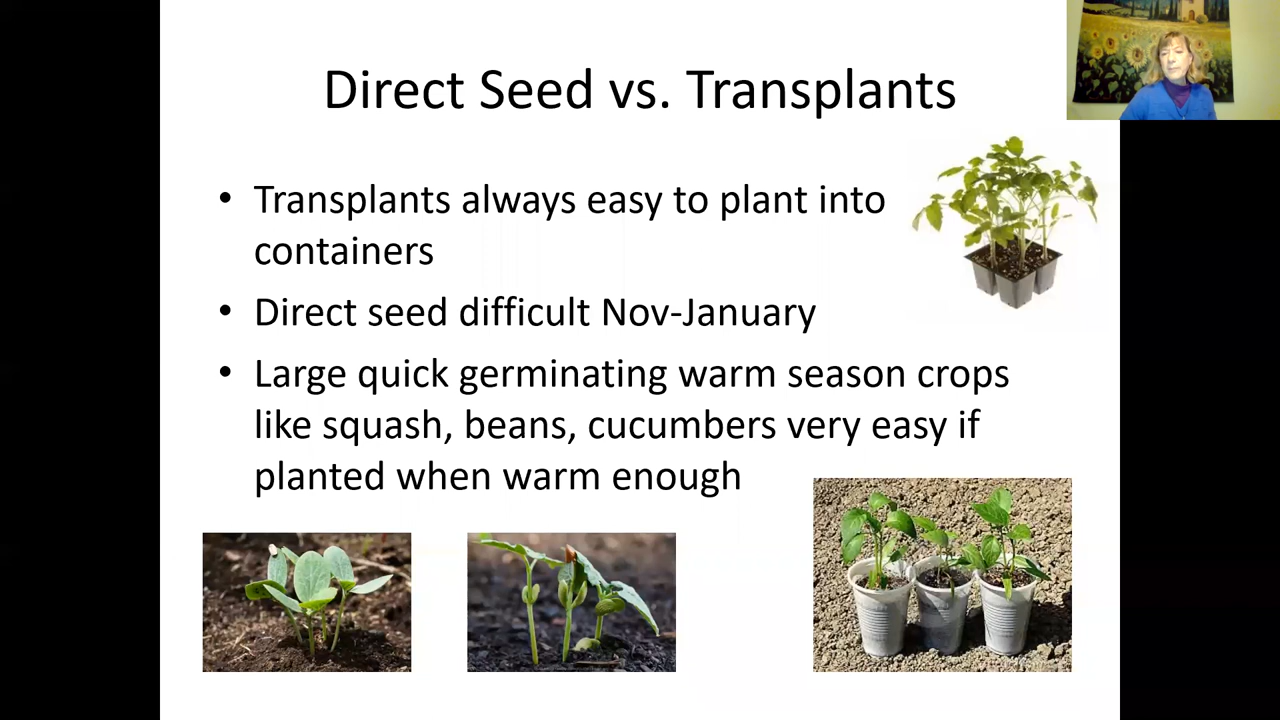 Direct Seed vs. Transplants
• Transplants always easy to plant into
containers
• Direct seed difficult Nov-January
• Large quick germinating warm season crops
like squash, beans, cucumbers very easy if
planted when warm enough